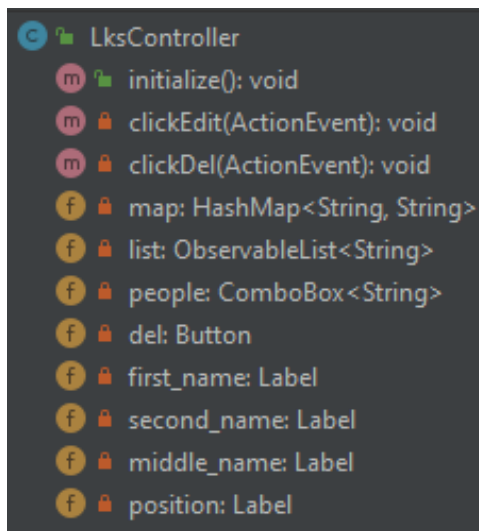 LksController
initialize(): void
clickEdit(ActionEvent): void
clickDel(ActionEvent): void
map: HashMap<String, String>
list: ObservableList<String>
people: ComboBox<String>
del: Button
first_name: Label
second_name: Label
middle_name: Label
position: Label